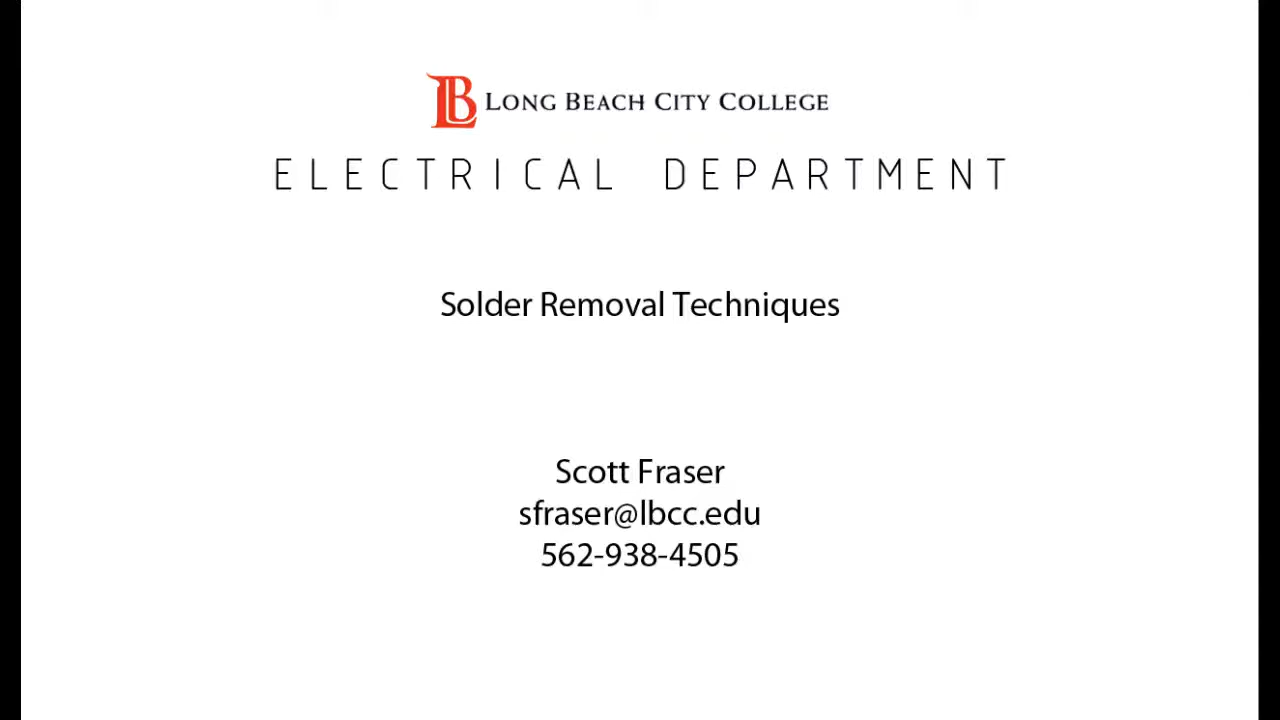 LB LONG BEACH CITY COLLEGE
ELECTRICAL DEPARTMENT
Solder Removal Techniques
Scott Fraser
sfraser@lbcc.edu
562-938-4505